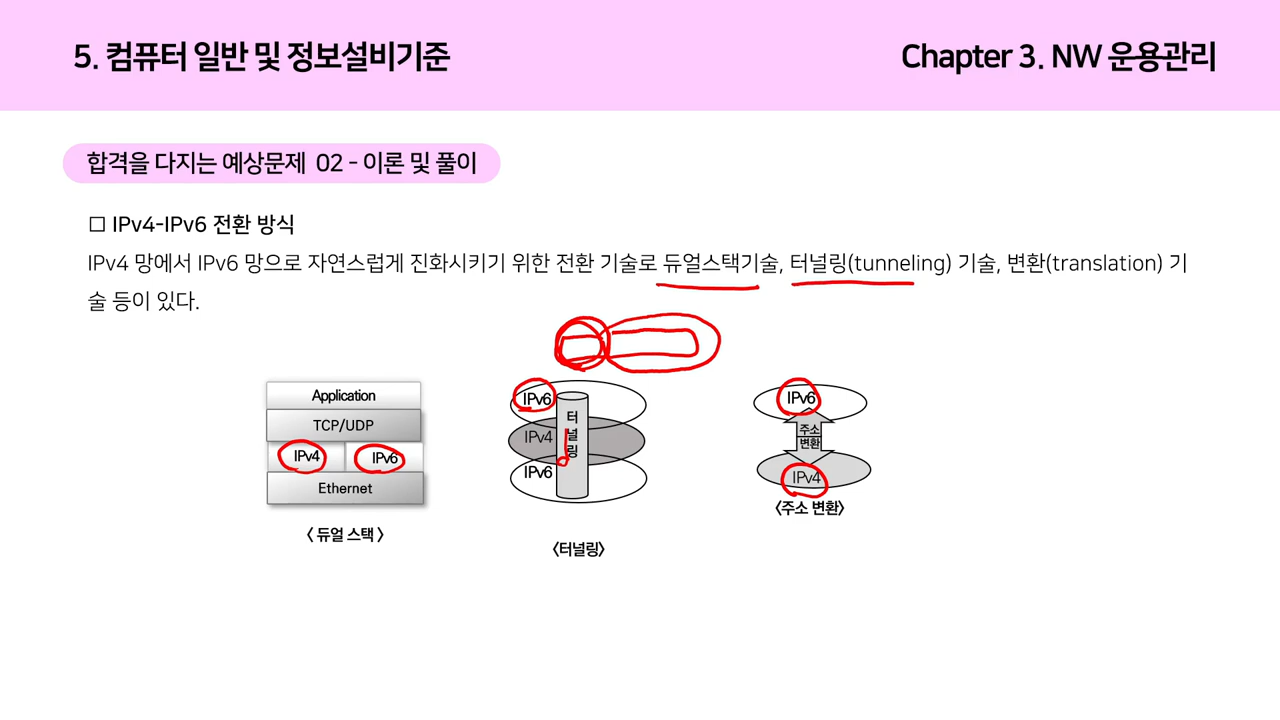 5. 컴퓨터 일반 및 정보설비기준
Chapter 3. NW 운용관리
합격을 다지는 예상문제 02 - 이론 및 풀이
□ IPv4-IPv6 전환 방식
IPv4 망에서 IPv6 망으로 자연스럽게 진화시키기 위한 전환 기술로 듀얼스택기술, 터널링(tunneling) 기술, 변환(translation) 기
술 등이 있다.
Application
TCP/UDP
IPv4 IPv6
Ethernet
< 듀얼 스택 >
IPv6
IPv4
IPv6
터널링
<터널링>
IPv6
주소
변환
IPv4
<주소 변환>